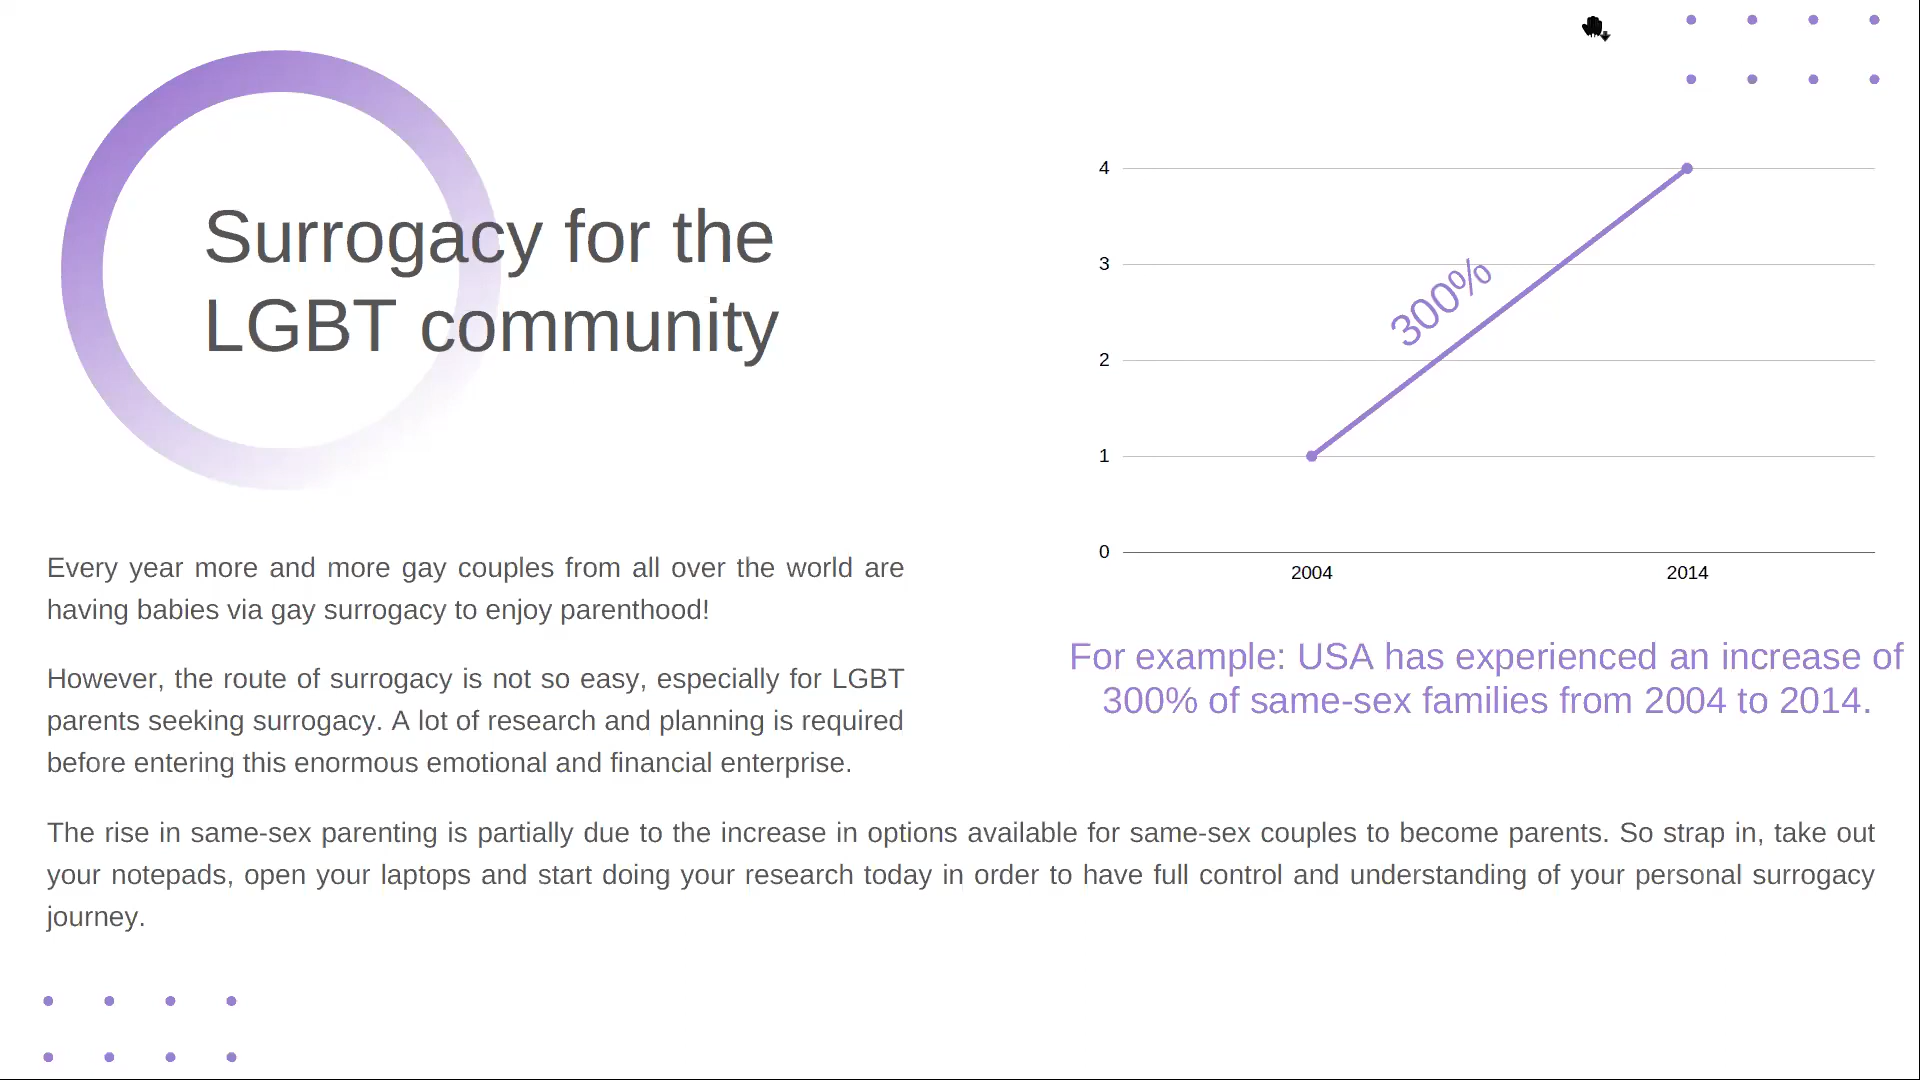 Surrogacy for the
LGBT community
Every year more and more gay couples from all over the world are
having babies via gay surrogacy to enjoy parenthood!
However, the route of surrogacy is not so easy, especially for LGBT
parents seeking surrogacy. A lot of research and planning is required
before entering this enormous emotional and financial enterprise.
4
3
300%
2
1
0
2004 2014
For example: USA has experienced an increase of
300% of same-sex families from 2004 to 2014.
The rise in same-sex parenting is partially due to the increase in options available for same-sex couples to become parents. So strap in, take out
your notepads, open your laptops and start doing your research today in order to have full control and understanding of your personal surrogacy
journey.